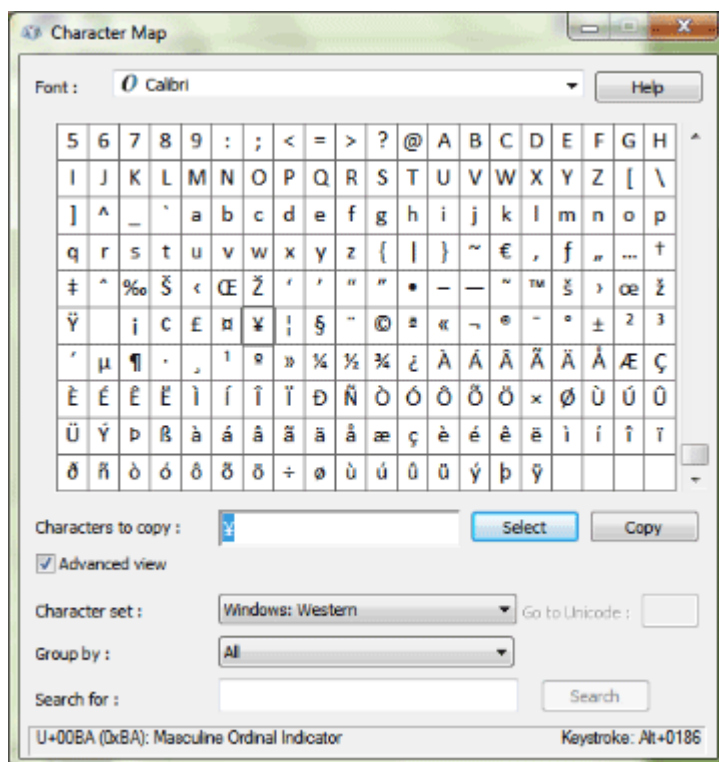 Character Map
Font : O Calibri Help
5 6 7 8 9 : ; < = > ? @ A B C D E F G H
I J K L M N O P Q R S T U V W X Y Z [ \
] ^ _ ` a b c d e f g h i j k l m n o p
q r s t u v w x y z { | } ~ € ‚ ƒ „ … †
‡ ˆ ‰ Š ‹ Œ Ž ‘ ’ “ ” • – — ˜ ™ š › œ ž
Ÿ ¡ ¢ £ ¤ ¥ ¦ § ¨ © ª « ¬ ® ¯ ° ± ² ³
´ µ ¶ · ¸ ¹ º » ¼ ½ ¾ ¿ À Á Â Ã Ä Å Æ Ç
È É Ê Ë Ì Í Î Ï Ð Ñ Ò Ó Ô Õ Ö × Ø Ù Ú Û
Ü Ý Þ ß à á â ã ä å æ ç è é ê ë ì í î ï
ð ñ ò ó ô õ ö ÷ ø ù ú û ü ý þ ÿ
Characters to copy : ¥ Select Copy
Advanced view
Character set : Windows: Western Go to Unicode :
Group by : All
Search for : Search
U+00BA (0xBA): Masculine Ordinal Indicator Keystroke: Alt+0186